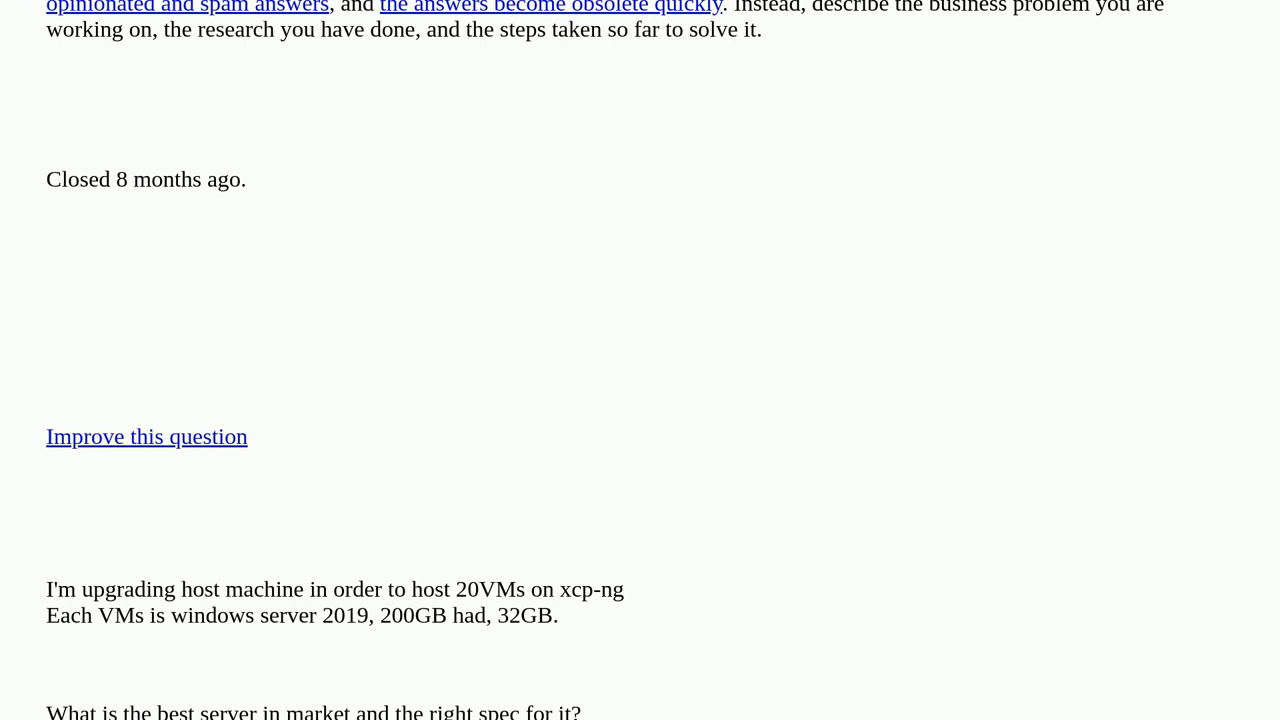 opinionated and spam answers, and the answers become obsolete quickly. Instead, describe the business problem you are
working on, the research you have done, and the steps taken so far to solve it.
Closed 8 months ago.
Improve this question
I'm upgrading host machine in order to host 20VMs on xcp-ng
Each VMs is windows server 2019, 200GB had, 32GB.
What is the best server in market and the right spec for it?